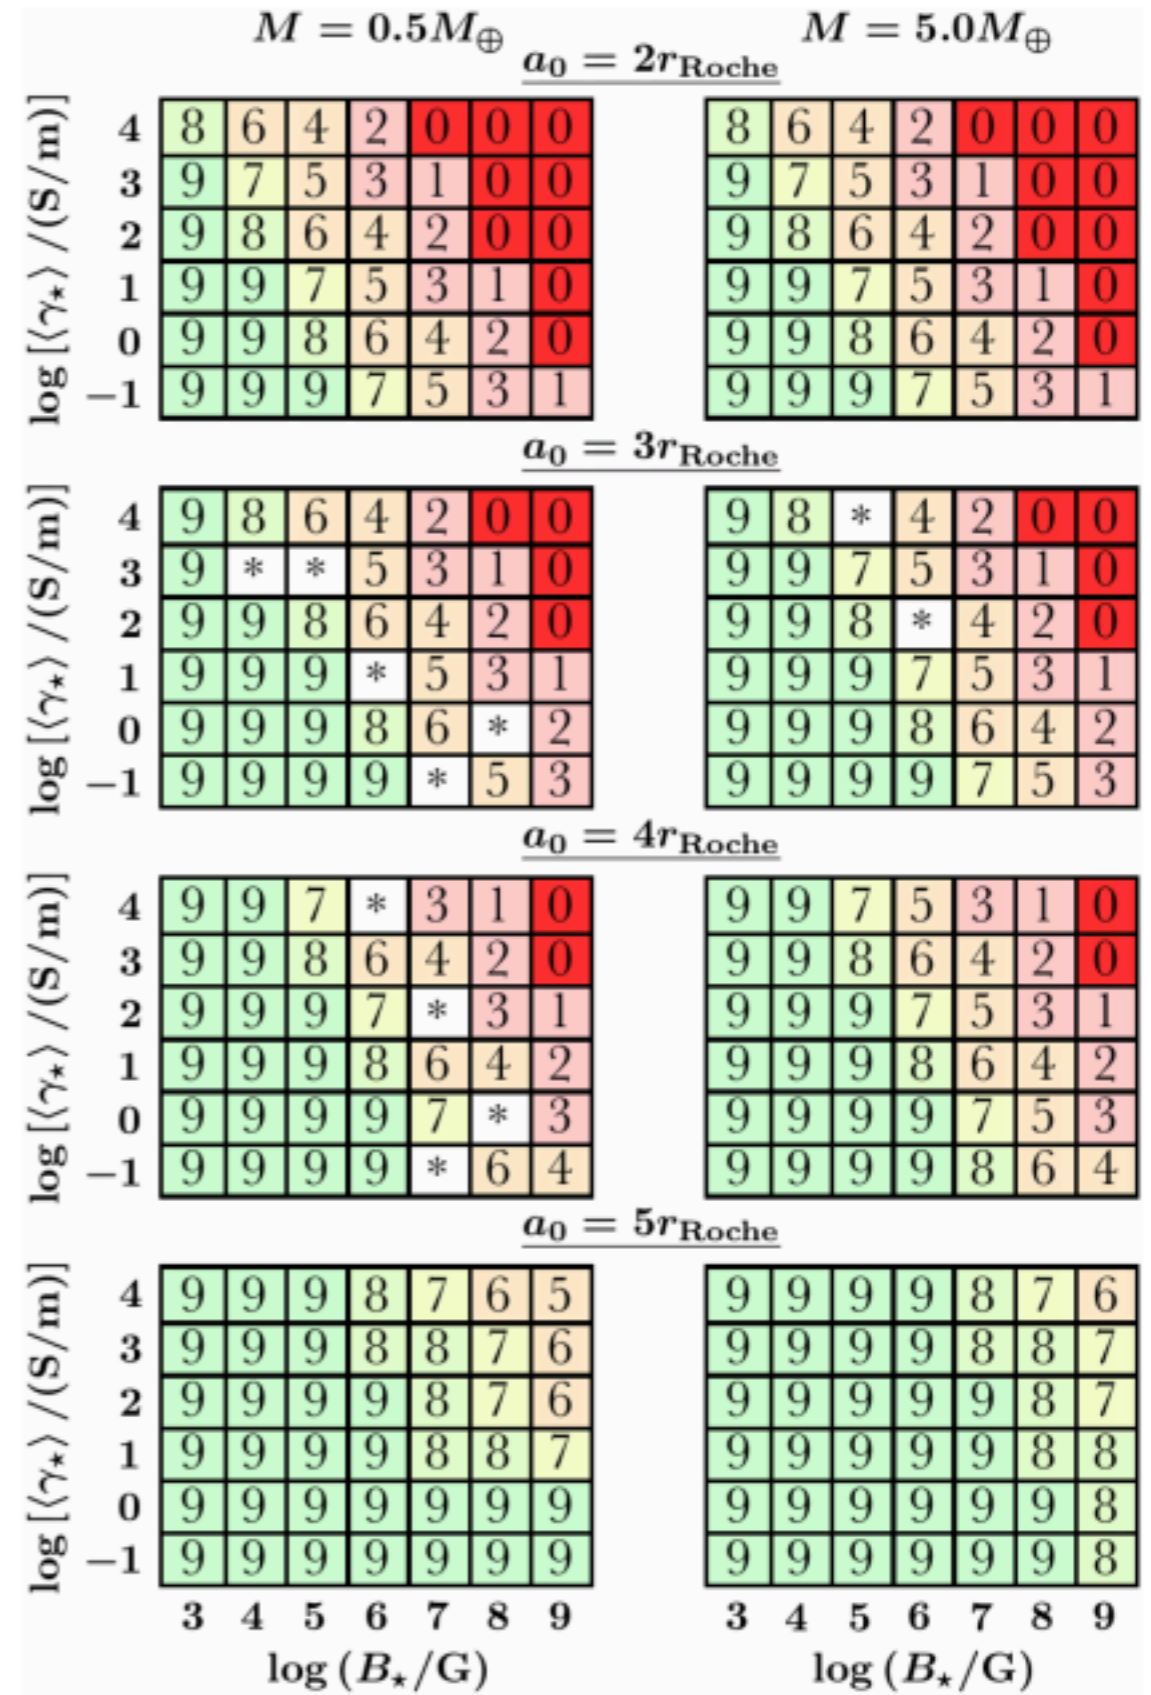 M = 0.5M⊕ M = 5.0M⊕
a₀ = 2r_Roche
log [⟨γ⋆⟩ /(S/m)]
4 8 6 4 2 0 0 0 8 6 4 2 0 0 0
3 9 7 5 3 1 0 0 9 7 5 3 1 0 0
2 9 8 6 4 2 0 0 9 8 6 4 2 0 0
1 9 9 7 5 3 1 0 9 9 7 5 3 1 0
0 9 9 8 6 4 2 0 9 9 8 6 4 2 0
−1 9 9 9 7 5 3 1 9 9 9 7 5 3 1
a₀ = 3r_Roche
log [⟨γ⋆⟩ /(S/m)]
4 9 8 6 4 2 0 0 9 8 * 4 2 0 0
3 9 * * 5 3 1 0 9 9 7 5 3 1 0
2 9 9 8 6 4 2 0 9 9 8 * 4 2 0
1 9 9 9 * 5 3 1 9 9 9 7 5 3 1
0 9 9 9 8 6 * 2 9 9 9 8 6 4 2
−1 9 9 9 9 * 5 3 9 9 9 9 7 5 3
a₀ = 4r_Roche
log [⟨γ⋆⟩ /(S/m)]
4 9 9 7 * 3 1 0 9 9 7 5 3 1 0
3 9 9 8 6 4 2 0 9 9 8 6 4 2 0
2 9 9 9 7 * 3 1 9 9 9 7 5 3 1
1 9 9 9 8 6 4 2 9 9 9 8 6 4 2
0 9 9 9 9 7 * 3 9 9 9 9 7 5 3
−1 9 9 9 9 * 6 4 9 9 9 9 8 6 4
a₀ = 5r_Roche
log [⟨γ⋆⟩ /(S/m)]
4 9 9 9 8 7 6 5 9 9 9 9 8 7 6
3 9 9 9 8 8 7 6 9 9 9 9 8 8 7
2 9 9 9 9 8 7 6 9 9 9 9 9 8 7
1 9 9 9 9 8 8 7 9 9 9 9 9 8 8
0 9 9 9 9 9 9 9 9 9 9 9 9 9 8
−1 9 9 9 9 9 9 9 9 9 9 9 9 9 8
3 4 5 6 7 8 9 3 4 5 6 7 8 9
log (B⋆/G) log (B⋆/G)